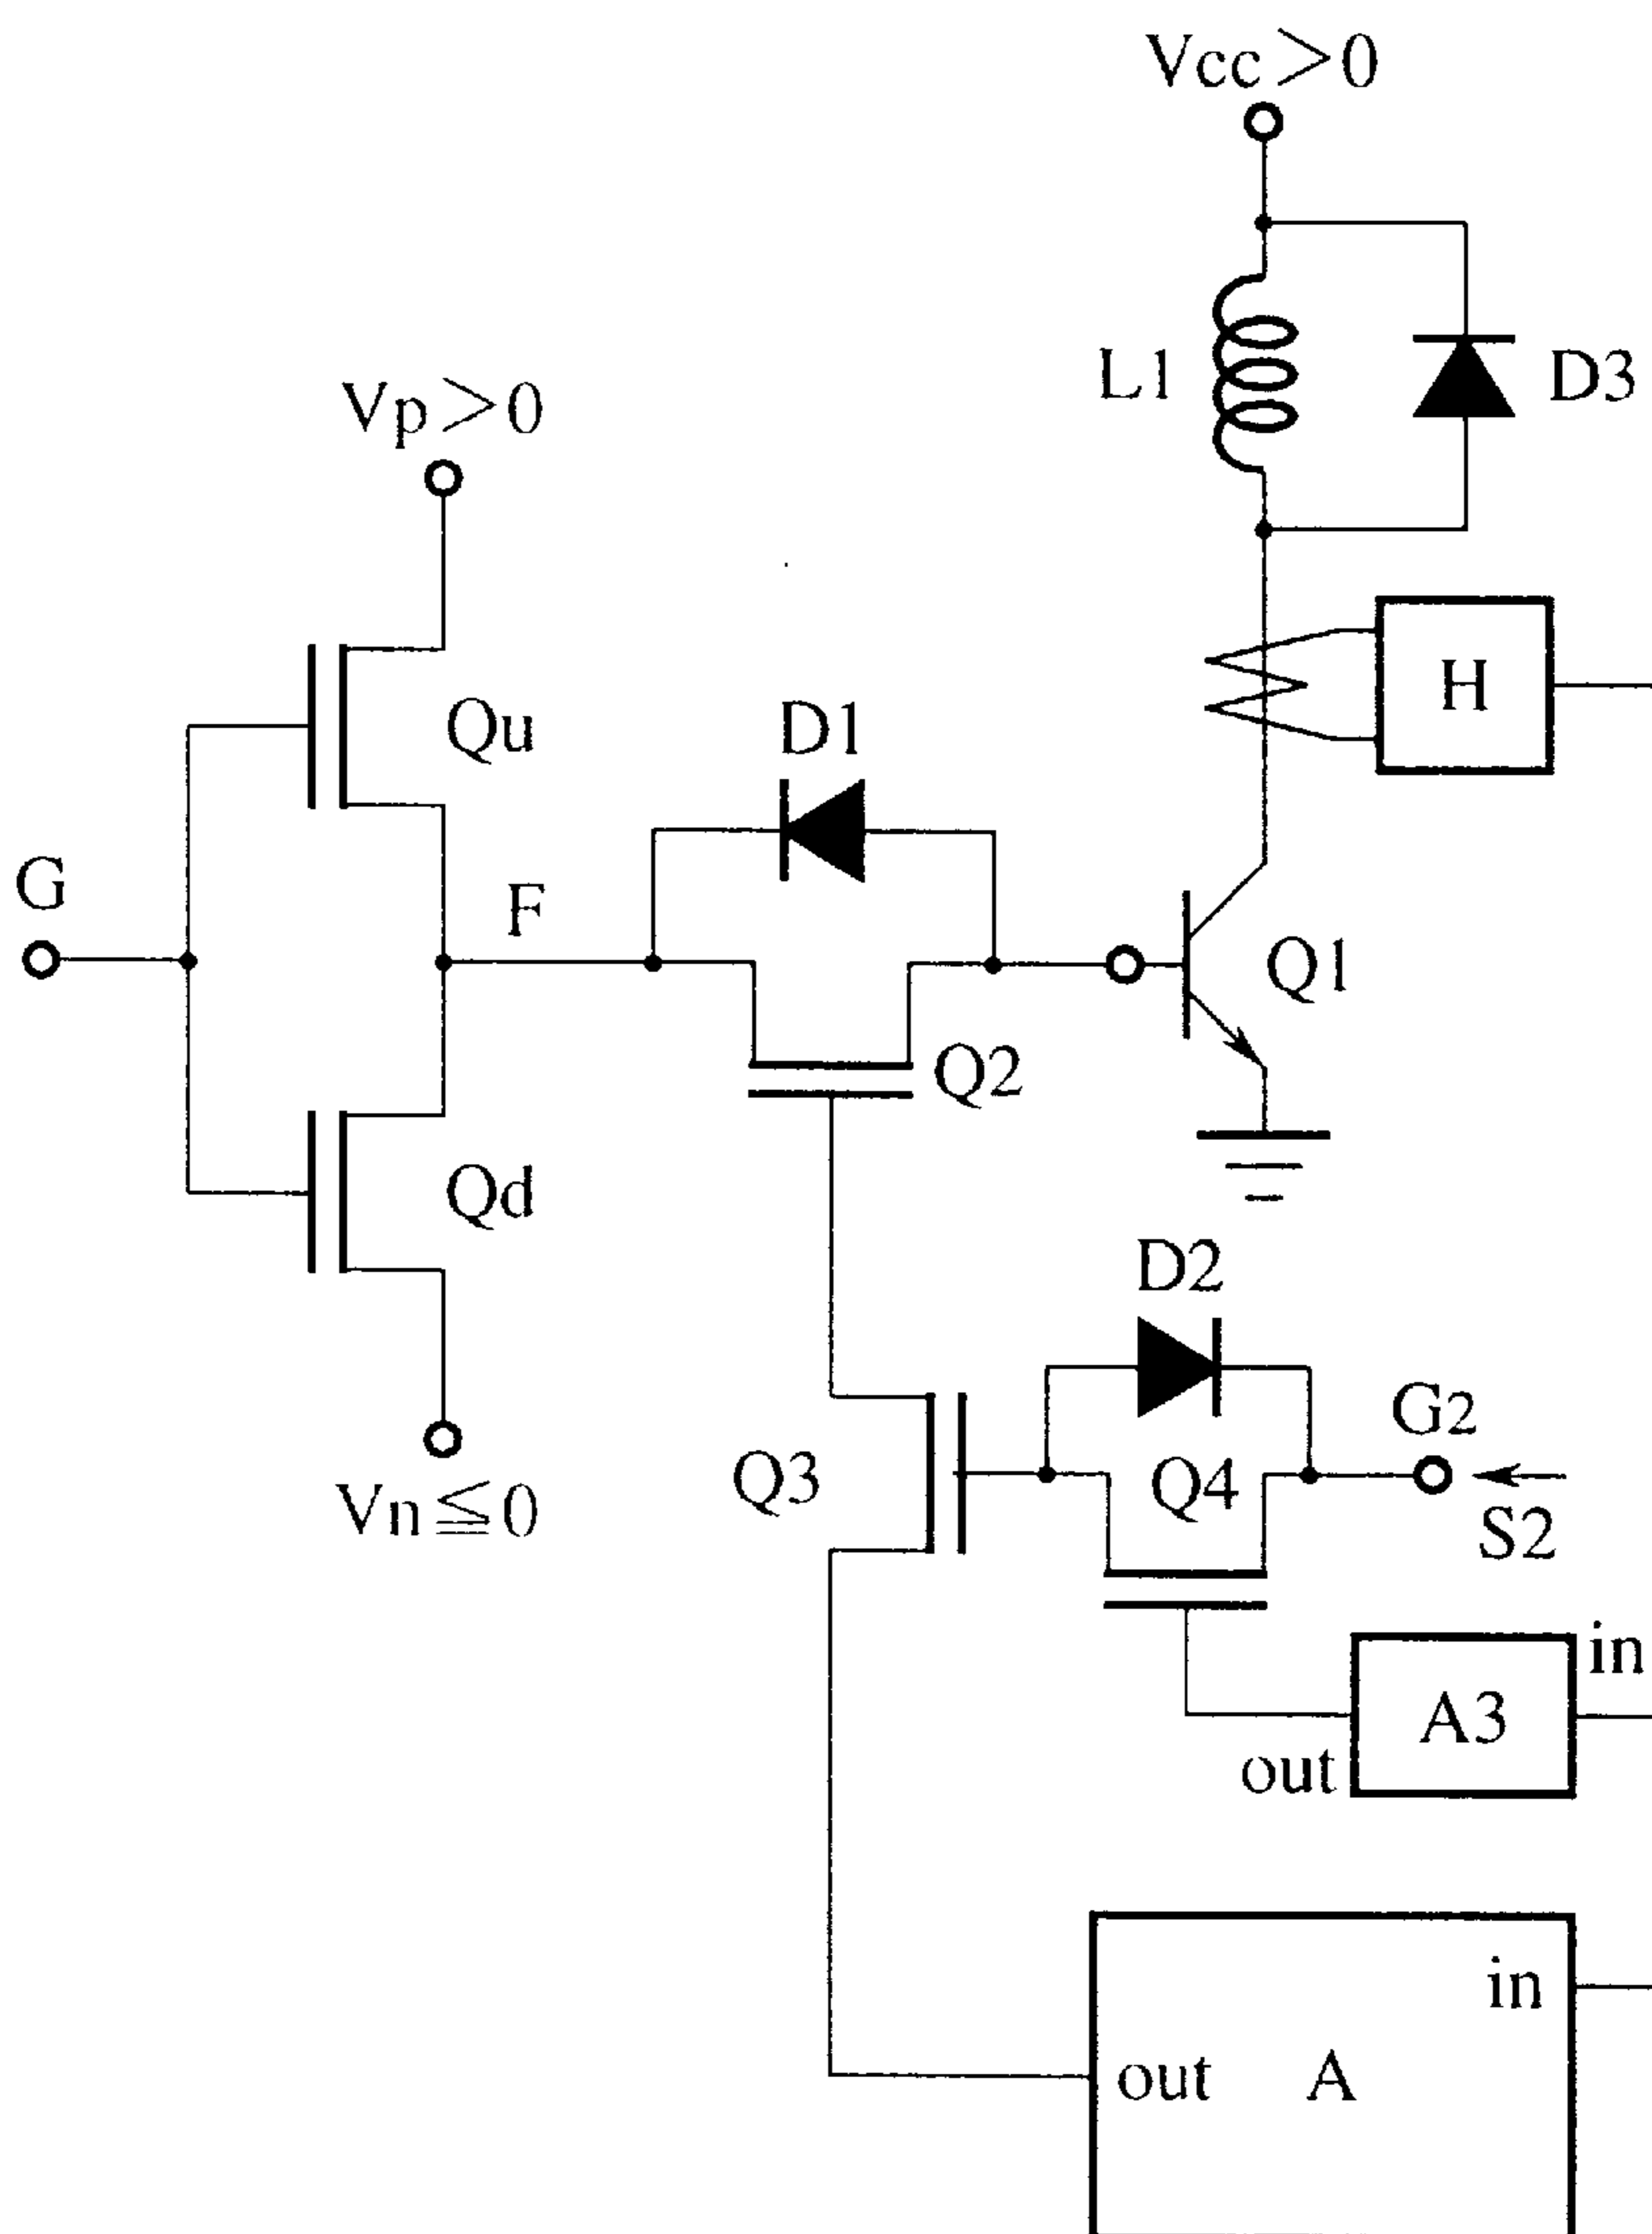 Vcc>0
L1
D3
Vp>0
H
Qu
D1
G
F
Q1
Q2
Qd
D2
G2
Q3
Q4
Vn≦0
S2
in
A3
out
in
out
A